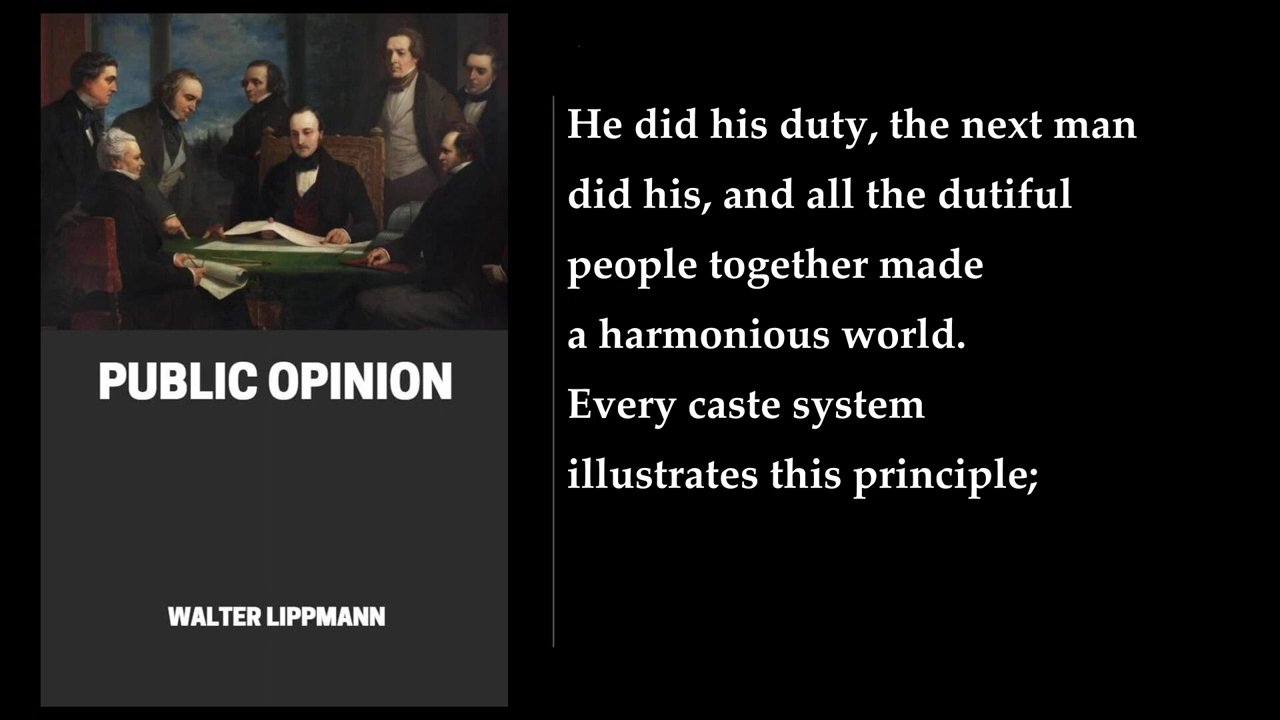 PUBLIC OPINION
WALTER LIPPMANN
He did his duty, the next man
did his, and all the dutiful
people together made
a harmonious world.
Every caste system
illustrates this principle;